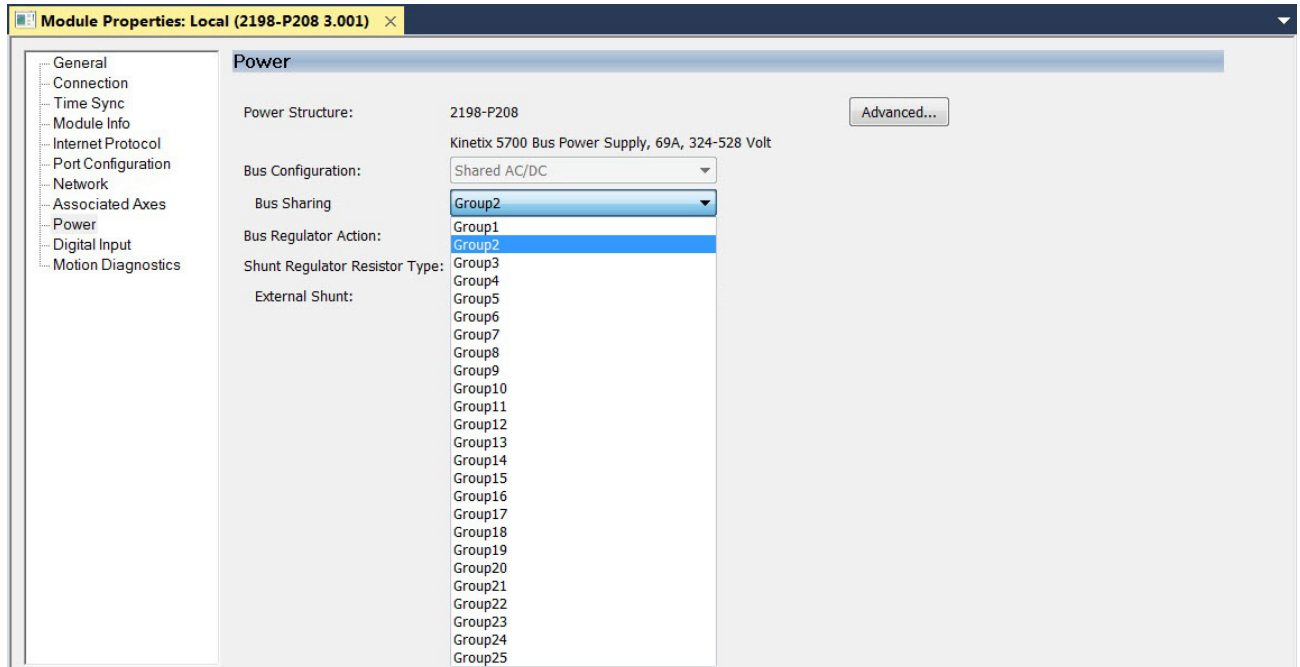 Module Properties: Local (2198-P208 3.001)
General
Connection
Time Sync
Module Info
Internet Protocol
Port Configuration
Network
Associated Axes
Power
Digital Input
Motion Diagnostics
Power
Power Structure: 2198-P208 Advanced...
Kinetix 5700 Bus Power Supply, 69A, 324-528 Volt
Bus Configuration: Shared AC/DC
Bus Sharing Group2
Bus Regulator Action:
Shunt Regulator Resistor Type:
External Shunt:
Group1
Group2
Group3
Group4
Group5
Group6
Group7
Group8
Group9
Group10
Group11
Group12
Group13
Group14
Group15
Group16
Group17
Group18
Group19
Group20
Group21
Group22
Group23
Group24
Group25